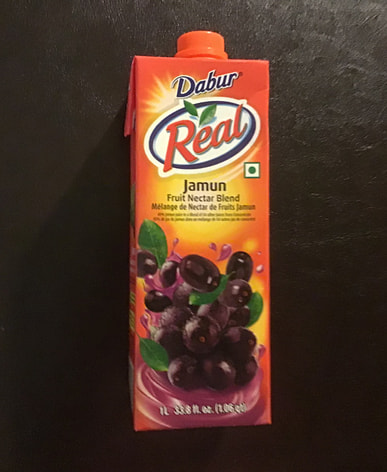 Dabur
Real
Jamun
Fruit Nectar Blend
Mélange de Nectar de Fruits Jamun
1L 33.8 fl. oz. (1.06 qt)